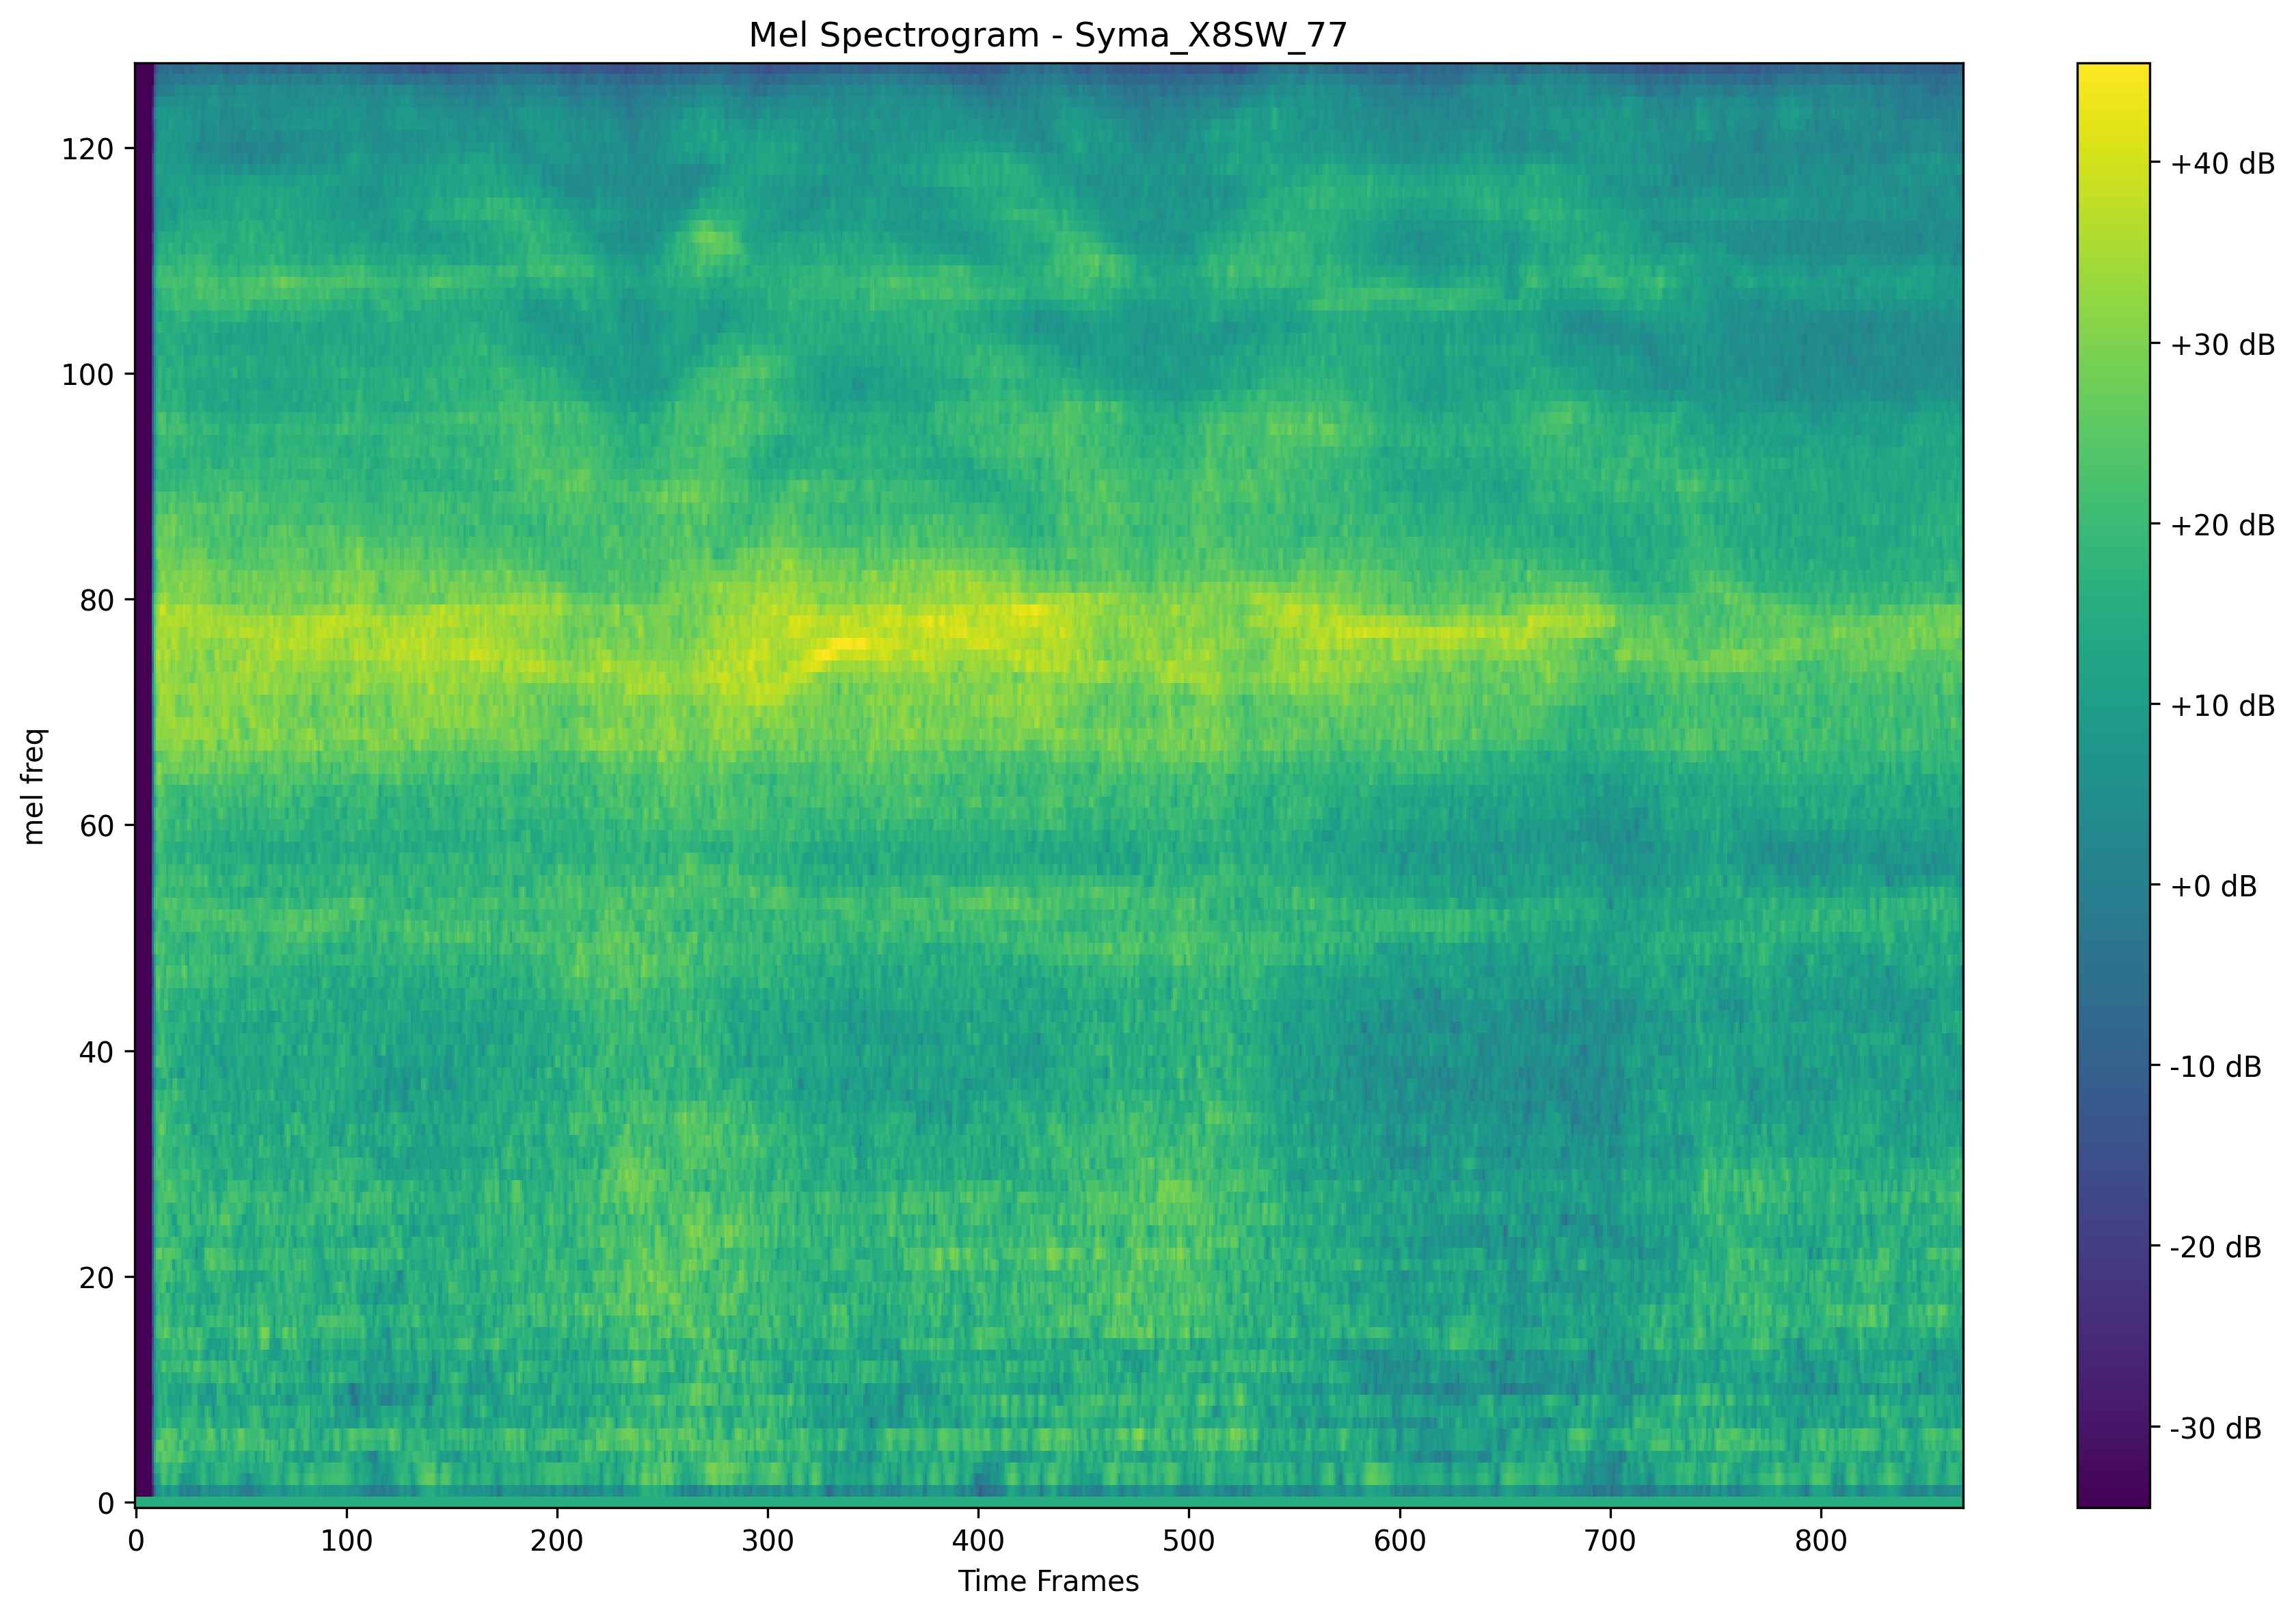 Mel Spectrogram - Syma_X8SW_77
mel freq
120
100
80
60
40
20
0
0 100 200 300 400 500 600 700 800
Time Frames
+40 dB
+30 dB
+20 dB
+10 dB
+0 dB
-10 dB
-20 dB
-30 dB